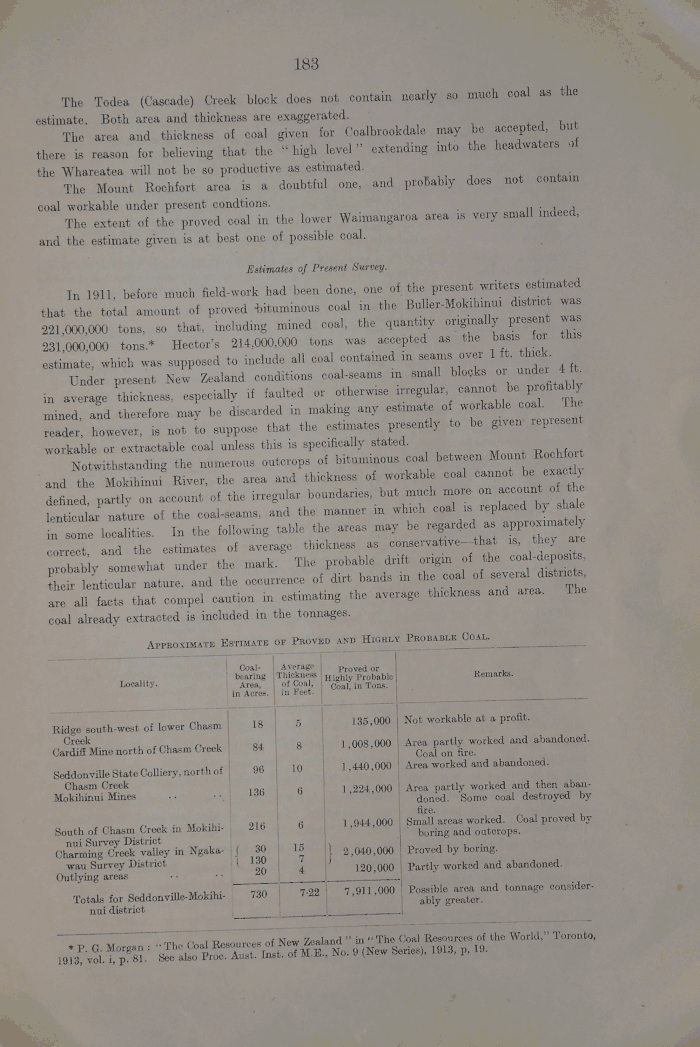 183
The Todea (Cascade) Creek block does not contain nearly so much coal as the
estimate. Both area and thickness are exaggerated.
The area and thickness of coal given for Coalbrookdale may be accepted, but
there is reason for believing that the “ high level ” extending into the headwaters of
the Whareatea will not be so productive as estimated.
The Mount Rochfort area is a doubtful one, and probably does not contain
coal workable under present condtions.
The extent of the proved coal in the lower Waimangaroa area is very small indeed,
and the estimate given is at best one of possible coal.
Estimates of Present Survey.
In 1911, before much field-work had been done, one of the present writers estimated
that the total amount of proved bituminous coal in the Buller-Mokihinui district was
221,000,000 tons, so that, including mined coal, the quantity originally present was
231,000,000 tons.* Hector's 214,000,000 tons was accepted as the basis for this
estimate, which was supposed to include all coal contained in seams over 1 ft. thick.
Under present New Zealand conditions coal-seams in small blocks or under 4 ft.
in average thickness, especially if faulted or otherwise irregular, cannot be profitably
mined, and therefore may be discarded in making any estimate of workable coal. The
reader, however, is not to suppose that the estimates presently to be given represent
workable or extractable coal unless this is specifically stated.
Notwithstanding the numerous outcrops of bituminous coal between Mount Rochfort
and the Mokihinui River, the area and thickness of workable coal cannot be exactly
defined, partly on account of the irregular boundaries, but much more on account of the
lenticular nature of the coal-seams, and the manner in which coal is replaced by shale
in some localities. In the following table the areas may be regarded as approximately
correct, and the estimates of average thickness as conservative—that is, they are
probably somewhat under the mark. The probable drift origin of the coal-deposits,
their lenticular nature, and the occurrence of dirt bands in the coal of several districts,
are all facts that compel caution in estimating the average thickness and area. The
coal already extracted is included in the tonnages.
Approximate Estimate of Proved and Highly Probable Coal.
Locality. Coal-bearing Area, in Acres. Average Thickness of Coal, in Feet. Proved or Highly Probable Coal, in Tons. Remarks.
Ridge south-west of lower Chasm Creek 18 5 135,000 Not workable at a profit.
Cardiff Mine north of Chasm Creek 84 8 1,008,000 Area partly worked and abandoned. Coal on fire.
Seddonville State Colliery, north of Chasm Creek 96 10 1,440,000 Area worked and abandoned.
Mokihinui Mines .. .. 136 6 1,224,000 Area partly worked and then abandoned. Some coal destroyed by fire.
South of Chasm Creek in Mokihinui Survey District 216 6 1,944,000 Small areas worked. Coal proved by boring and outcrops.
Charming Creek valley in Ngakawau Survey District { 30 15 } 2,040,000 Proved by boring.
130 7
Outlying areas .. .. 20 4 120,000 Partly worked and abandoned.
Totals for Seddonville-Mokihinui district 730 7·22 7,911,000 Possible area and tonnage considerably greater.
* P. G. Morgan : “ The Coal Resources of New Zealand ” in “ The Coal Resources of the World,” Toronto,
1913, vol. i, p. 81. See also Proc. Aust. Inst. of M.E., No. 9 (New Series), 1913, p. 19.